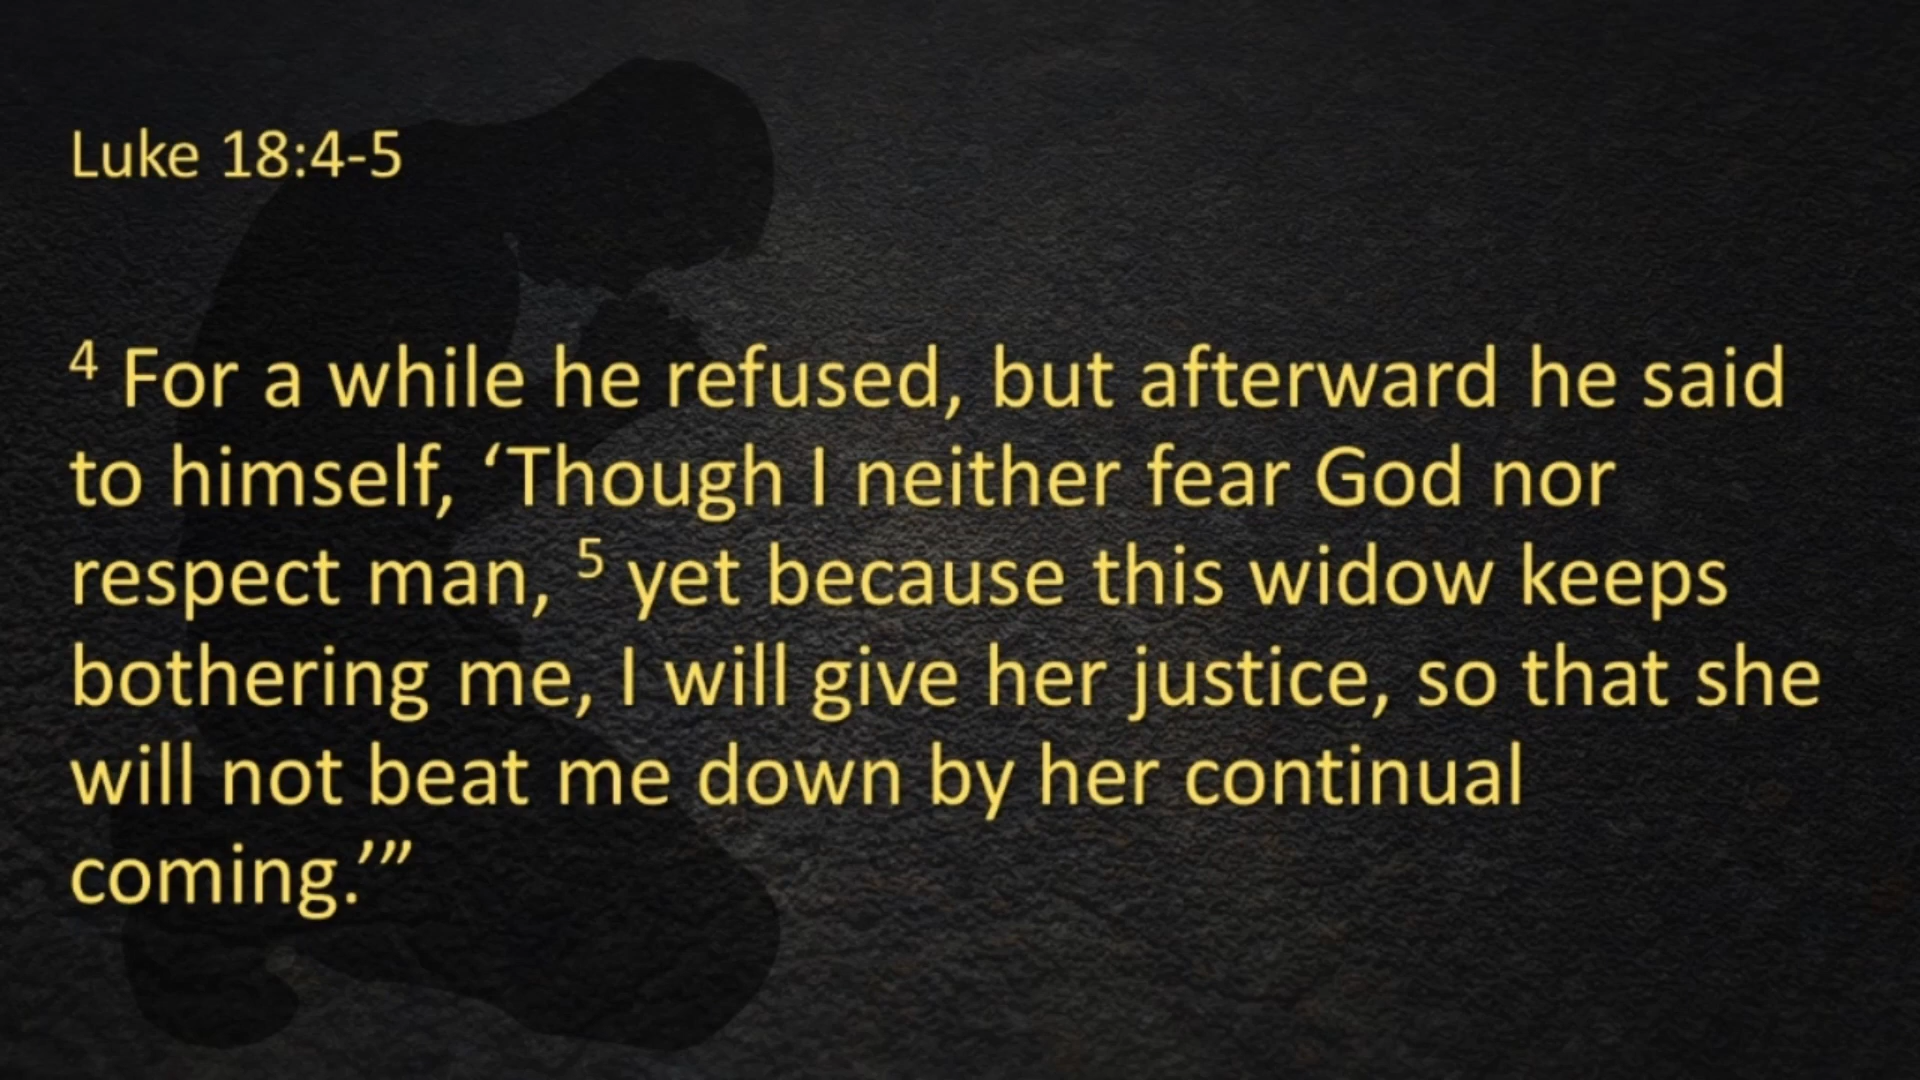 Luke 18:4-5
4 For a while he refused, but afterward he said
to himself, ‘Though I neither fear God nor
respect man, 5 yet because this widow keeps
bothering me, I will give her justice, so that she
will not beat me down by her continual
coming.’”